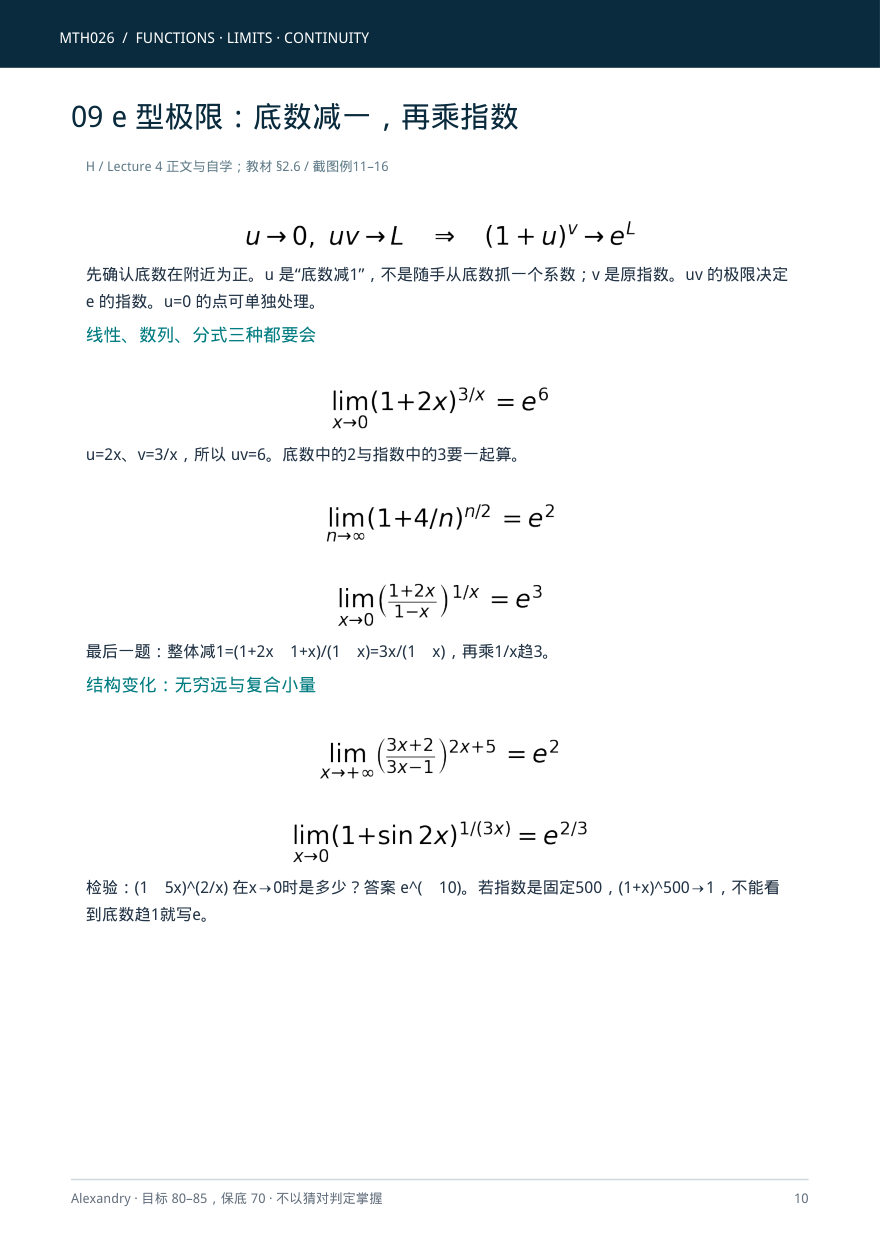 MTH026 / FUNCTIONS · LIMITS · CONTINUITY
09 e 型极限：底数减一，再乘指数
H / Lecture 4 正文与自学；教材 §2.6 / 截图例11–16
u→0, uv→L ⇒ (1+u)^v→e^L
先确认底数在附近为正。u 是“底数减1”，不是随手从底数抓一个系数；v 是原指数。uv 的极限决定
e 的指数。u=0 的点可单独处理。
线性、数列、分式三种都要会
lim_{x→0}(1+2x)^{3/x} = e^6
u=2x、v=3/x，所以 uv=6。底数中的2与指数中的3要一起算。
lim_{n→∞}(1+4/n)^{n/2} = e^2
lim_{x→0}(\frac{1+2x}{1−x})^{1/x} = e^3
最后一题：整体减1=(1+2x　1+x)/(1　x)=3x/(1　x)，再乘1/x趋3。
结构变化：无穷远与复合小量
lim_{x→+∞}(\frac{3x+2}{3x−1})^{2x+5} = e^2
lim_{x→0}(1+sin 2x)^{1/(3x)} = e^{2/3}
检验：(1　5x)^(2/x) 在x→0时是多少？答案 e^(　10)。若指数是固定500，(1+x)^500→1，不能看
到底数趋1就写e。
Alexandry · 目标 80–85，保底 70 · 不以猜对判定掌握
10